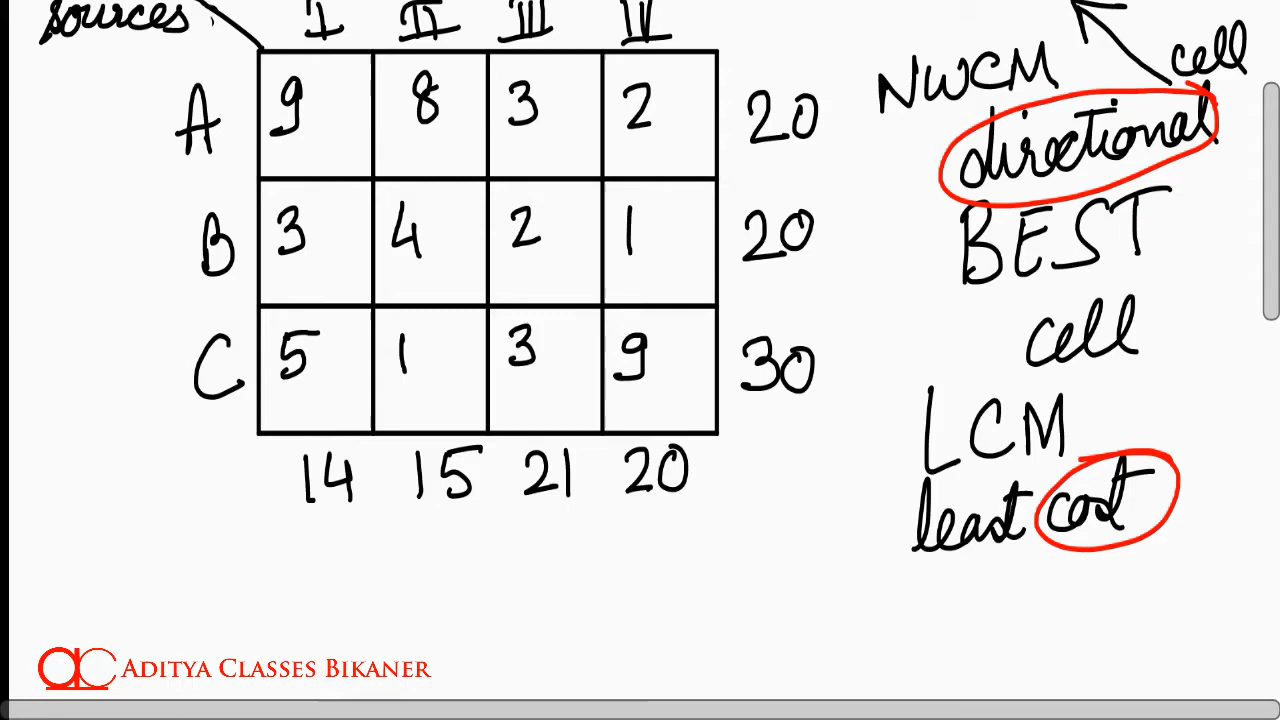 sources
I II III IV
A 9 8 3 2 20
B 3 4 2 1 20
C 5 1 3 9 30
14 15 21 20
NWCM
cell
directional
BEST
cell
LCM
least cost
ac ADITYA CLASSES BIKANER